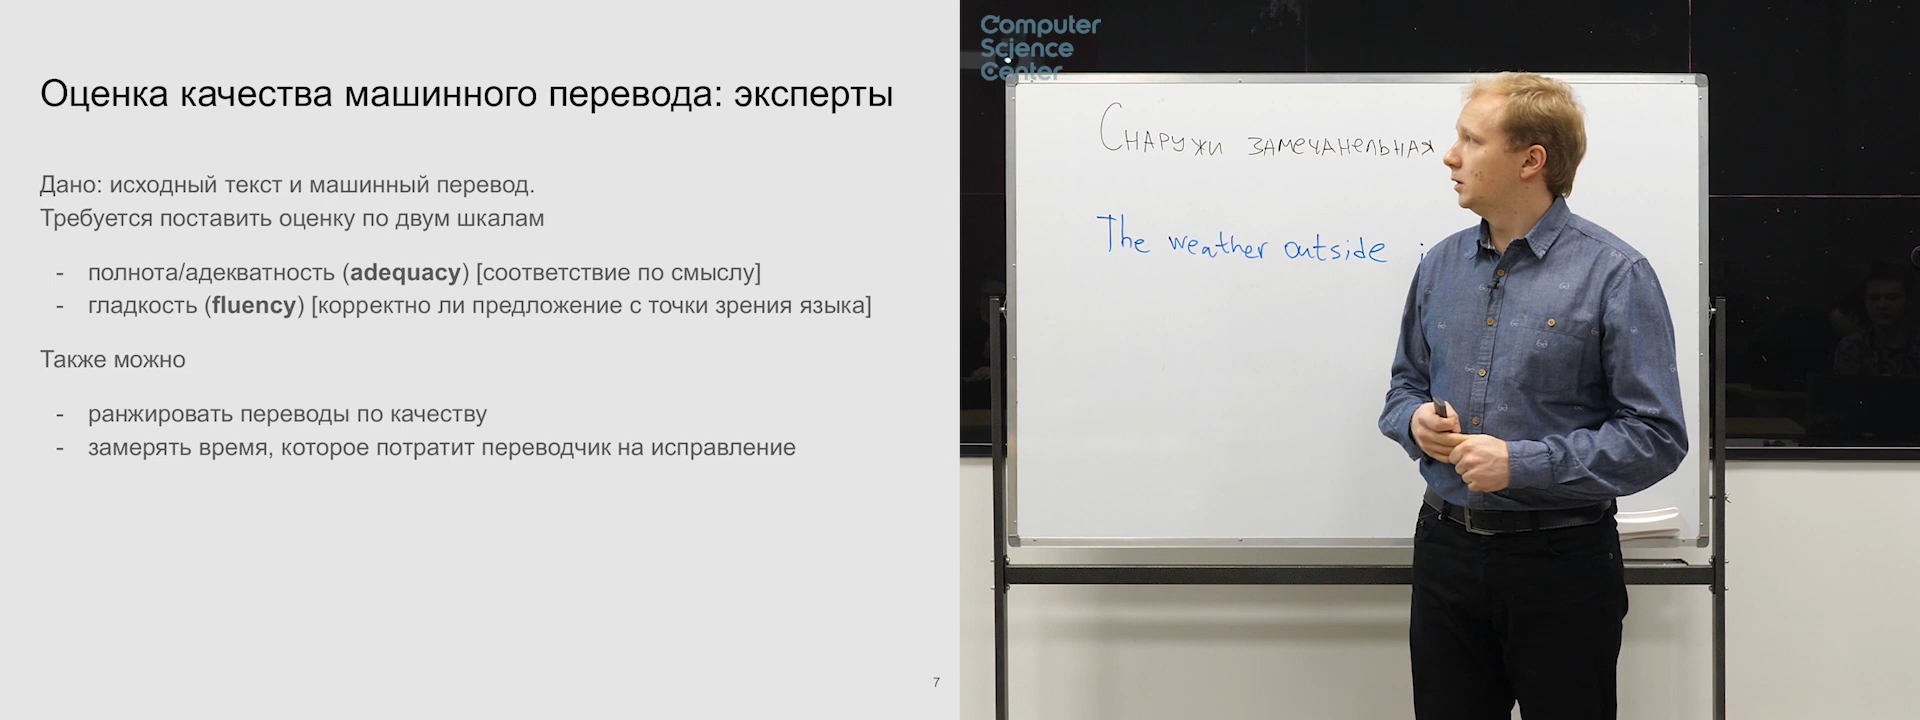 Оценка качества машинного перевода: эксперты
Дано: исходный текст и машинный перевод.
Требуется поставить оценку по двум шкалам
- полнота/адекватность (adequacy) [соответствие по смыслу]
- гладкость (fluency) [корректно ли предложение с точки зрения языка]
Также можно
- ранжировать переводы по качеству
- замерять время, которое потратит переводчик на исправление
7
Computer
Science
Center
Снаружи замечанельная
The weather outside